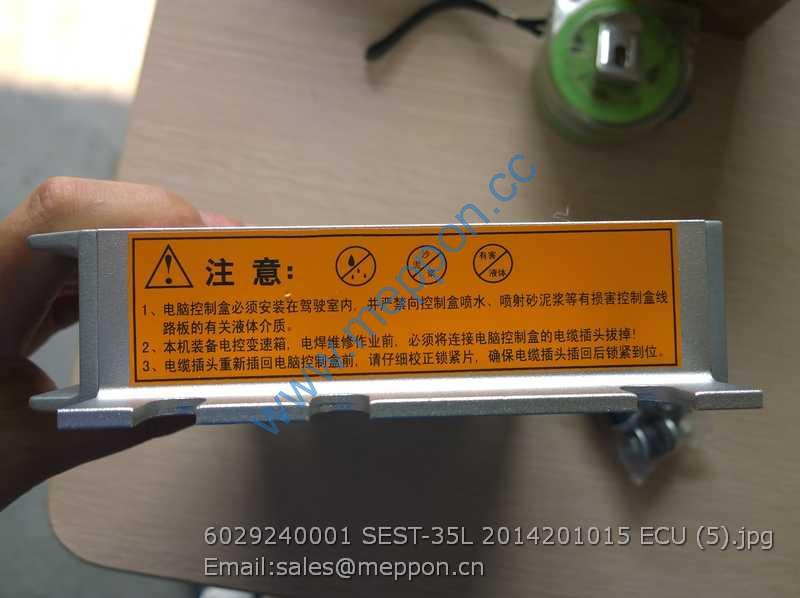 注 意：
砂
泥
浆
有害
液体
1、电脑控制盒必须安装在驾驶室内，并严禁向控制盒喷水、喷射砂泥浆等有损害控制盒线
路板的有关液体介质。
2、本机装备电控变速箱，电焊维修作业前，必须将连接电脑控制盒的电缆插头拔掉！
3、电缆插头重新插回电脑控制盒前，请仔细校正锁紧片，确保电缆插头插回后锁紧到位。
www.meppon.cc
6029240001 SEST-35L 2014201015 ECU (5).jpg
Email:sales@meppon.cn